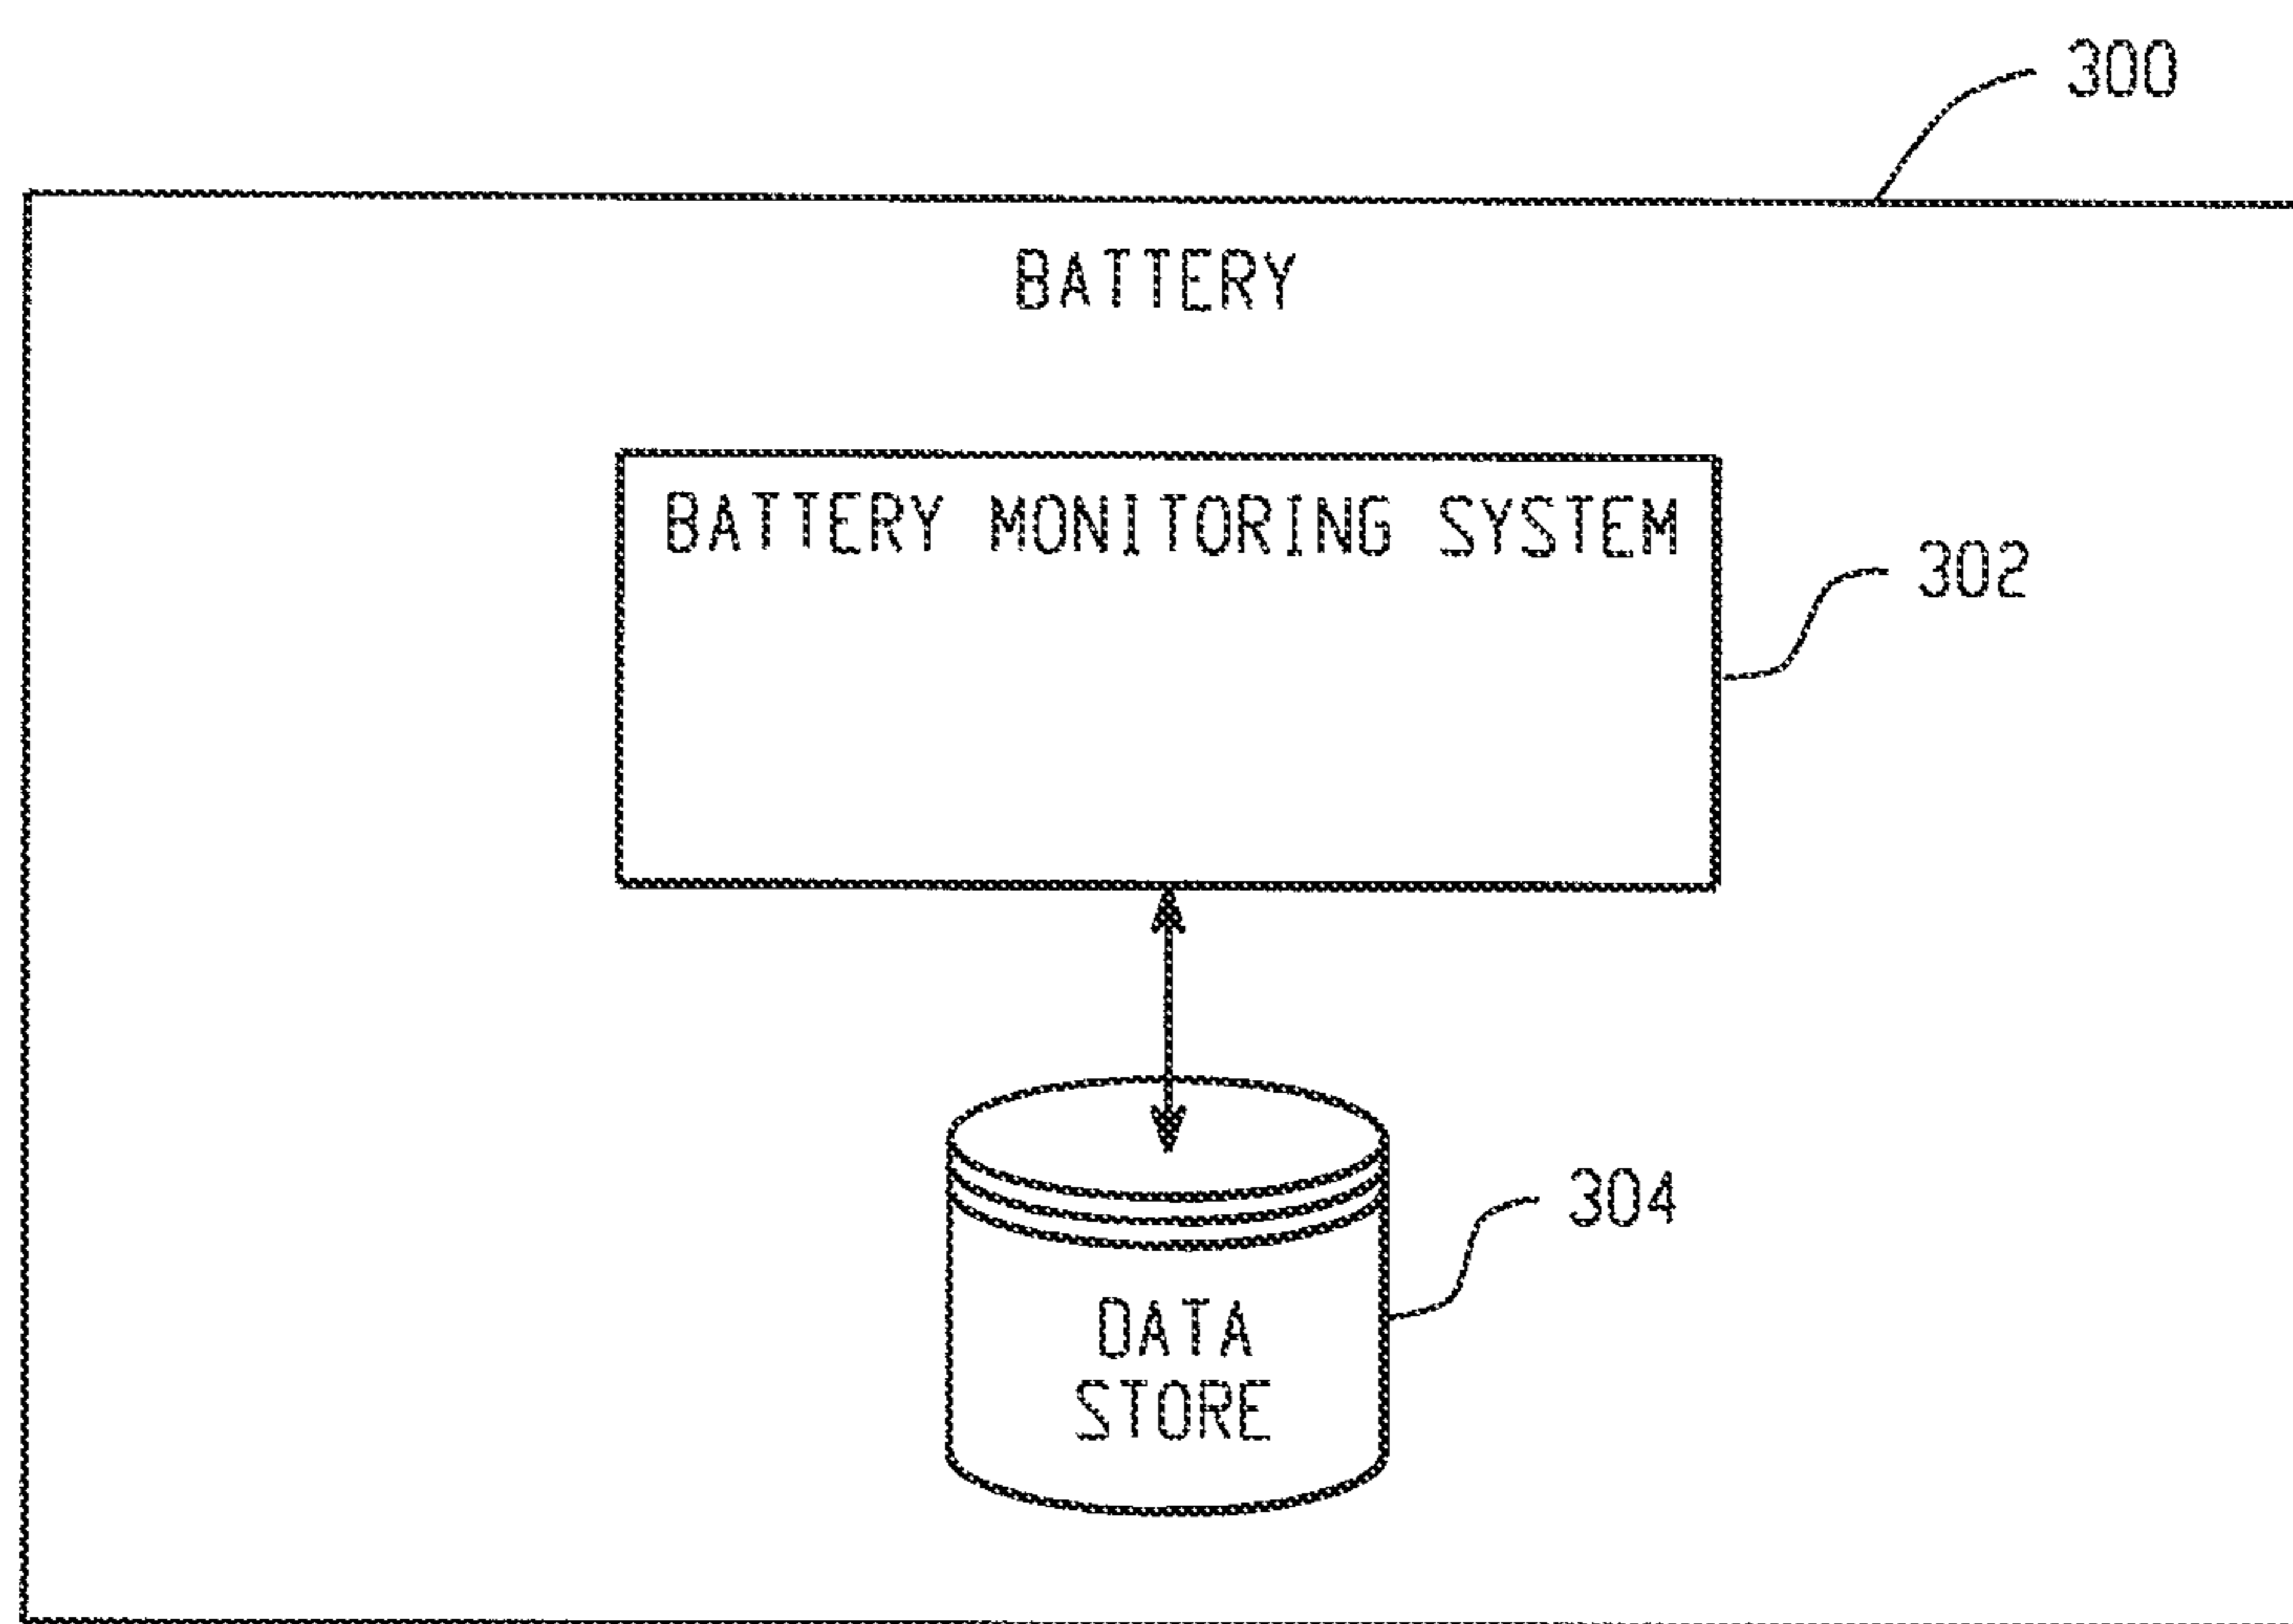 300
BATTERY
BATTERY MONITORING SYSTEM
302
304
DATA
STORE